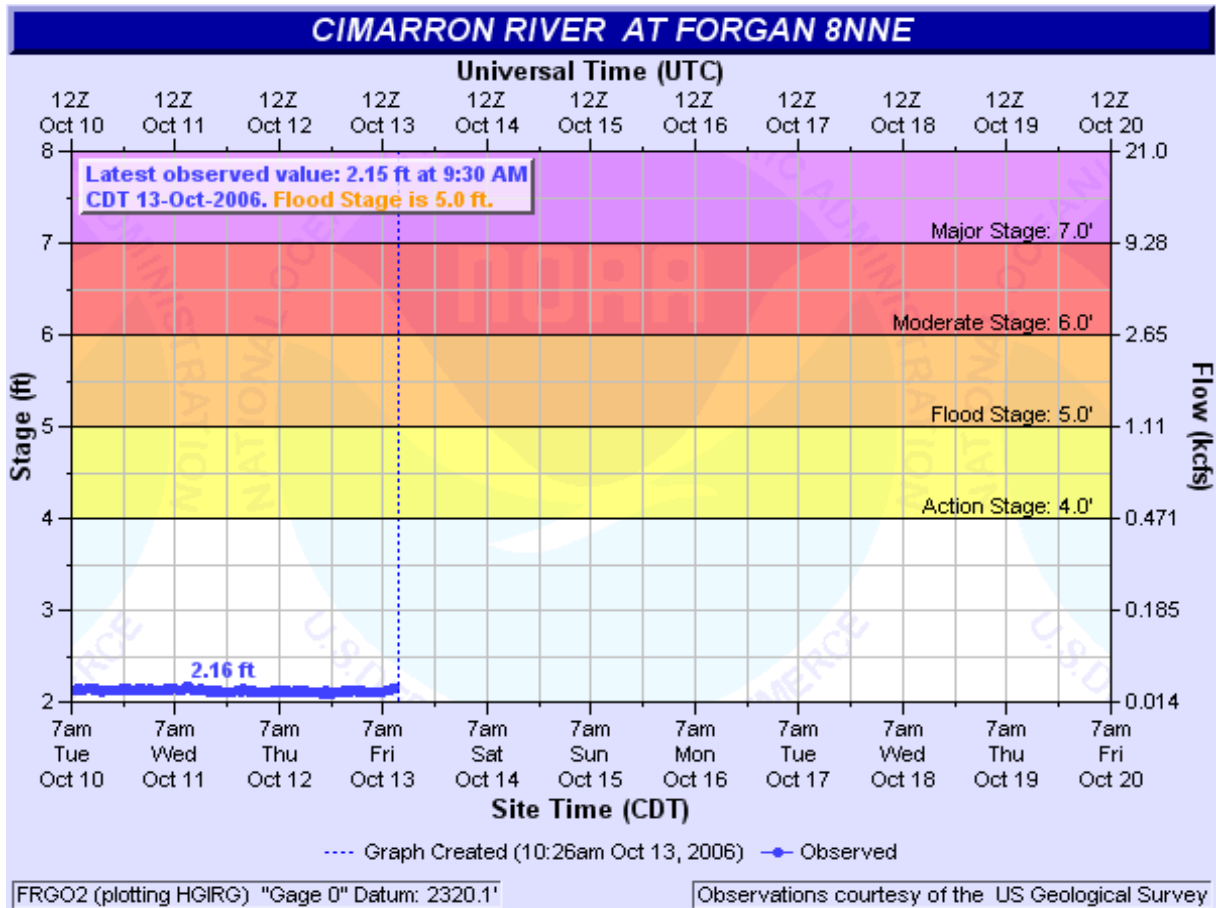 CIMARRON RIVER AT FORGAN 8NNE
Universal Time (UTC)
12Z 12Z 12Z 12Z 12Z 12Z 12Z 12Z 12Z 12Z 12Z
Oct 10 Oct 11 Oct 12 Oct 13 Oct 14 Oct 15 Oct 16 Oct 17 Oct 18 Oct 19 Oct 20
8 21.0
Latest observed value: 2.15 ft at 9:30 AM
CDT 13-Oct-2006. Flood Stage is 5.0 ft.
Major Stage: 7.0'
7 9.28
NOAA
Moderate Stage: 6.0'
6 2.65
Stage (ft)
Flow (kcfs)
Flood Stage: 5.0'
5 1.11
Action Stage: 4.0'
4 0.471
3 0.185
2.16 ft
2 0.014
7am 7am 7am 7am 7am 7am 7am 7am 7am 7am 7am
Tue Wed Thu Fri Sat Sun Mon Tue Wed Thu Fri
Oct 10 Oct 11 Oct 12 Oct 13 Oct 14 Oct 15 Oct 16 Oct 17 Oct 18 Oct 19 Oct 20
Site Time (CDT)
Graph Created (10:26am Oct 13, 2006) Observed
FRGO2 (plotting HGIRG) "Gage 0" Datum: 2320.1'
Observations courtesy of the US Geological Survey